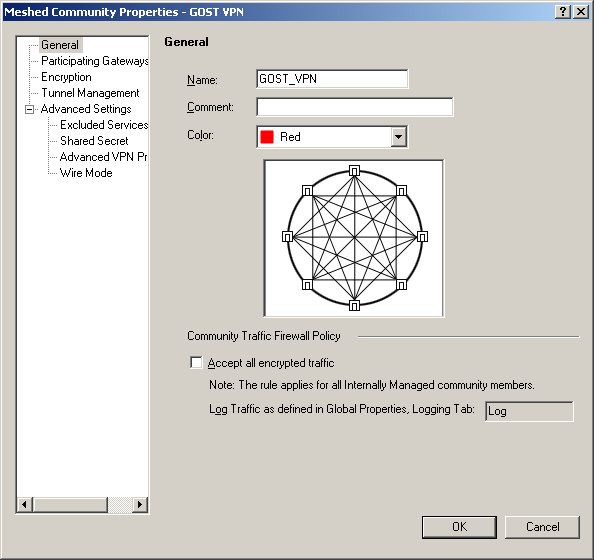 Meshed Community Properties - GOST VPN
General
Participating Gateways
Encryption
Tunnel Management
Advanced Settings
Excluded Services
Shared Secret
Advanced VPN Pr
Wire Mode
General
Name: GOST_VPN
Comment:
Color: Red
Community Traffic Firewall Policy
Accept all encrypted traffic
Note: The rule applies for all Internally Managed community members.
Log Traffic as defined in Global Properties, Logging Tab: Log
OK Cancel